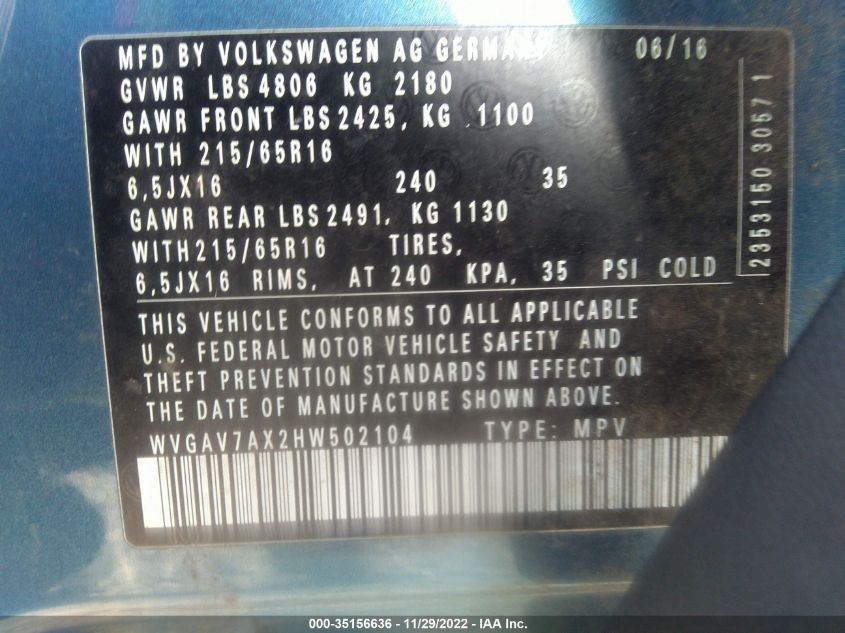 MFD BY VOLKSWAGEN AG GERMANY 06/16
GVWR LBS 4806 KG 2180
GAWR FRONT LBS 2425, KG 1100
WITH 215/65R16
6,5JX16 240 35
GAWR REAR LBS 2491, KG 1130
WITH 215/65R16 TIRES,
6,5JX16 RIMS, AT 240 KPA, 35 PSI COLD
2353150 3057 1
THIS VEHICLE CONFORMS TO ALL APPLICABLE
U.S. FEDERAL MOTOR VEHICLE SAFETY AND
THEFT PREVENTION STANDARDS IN EFFECT ON
THE DATE OF MANUFACTURE SHOWN ABOVE.
WVGAV7AX2HW502104 TYPE: MPV
000-35156636 - 11/29/2022 - IAA Inc.